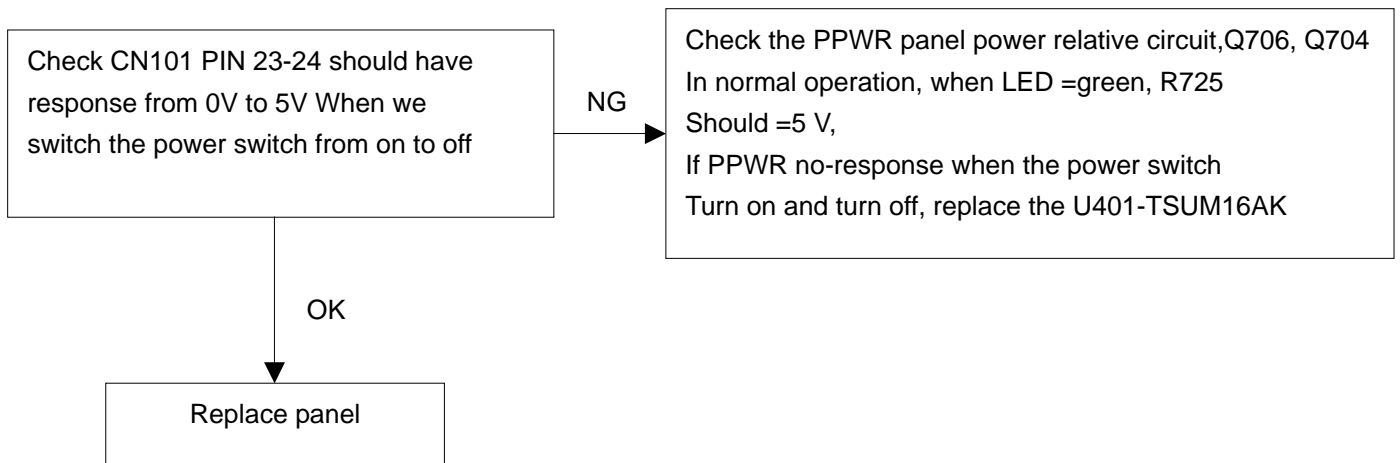 Check CN101 PIN 23-24 should have
response from 0V to 5V When we
switch the power switch from on to off
NG
Check the PPWR panel power relative circuit,Q706, Q704
In normal operation, when LED =green, R725
Should =5 V,
If PPWR no-response when the power switch
Turn on and turn off, replace the U401-TSUM16AK
OK
Replace panel